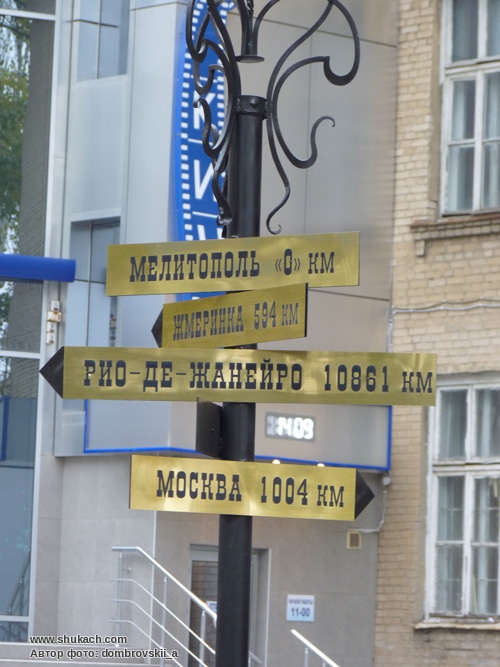 КИ
МЕЛИТОПОЛЬ «0» КМ
ЖМЕРИНКА 594 КМ
РИО-ДЕ-ЖАНЕЙРО 10861 КМ
14:09
МОСКВА 1004 КМ
11-00
www.shukach.com
Автор фото: dombrovskii_a